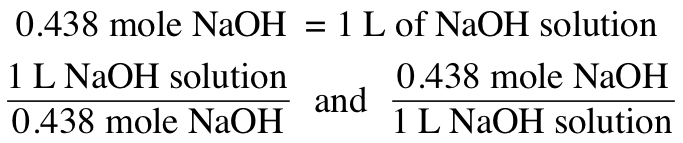 0.438 mole NaOH = 1 L of NaOH solution
1 L NaOH solution
0.438 mole NaOH
and
0.438 mole NaOH
1 L NaOH solution